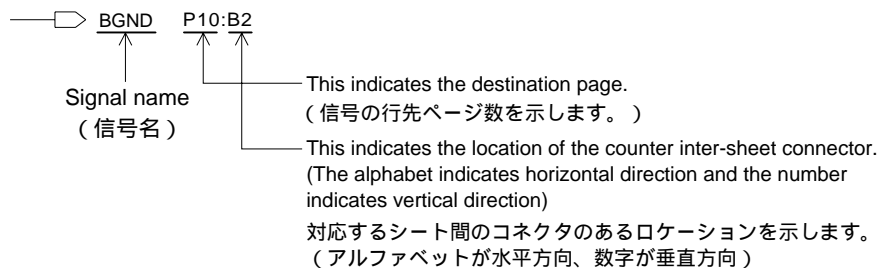 BGND P10:B2
Signal name
(信号名)
This indicates the destination page.
(信号の行先ページ数を示します。)
This indicates the location of the counter inter-sheet connector.
(The alphabet indicates horizontal direction and the number
indicates vertical direction)
対応するシート間のコネクタのあるロケーションを示します。
(アルファベットが水平方向、数字が垂直方向)